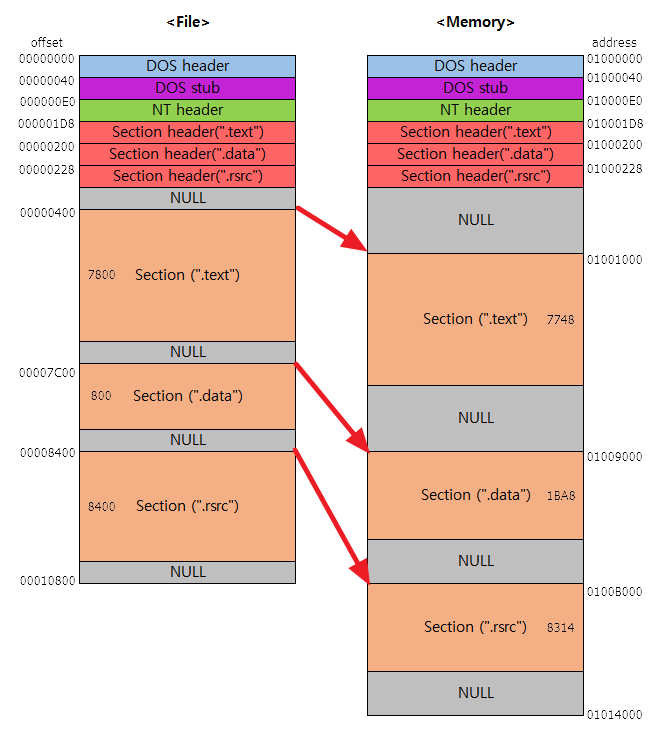 <File>
<Memory>
offset
address
00000000
DOS header
DOS header
01000000
00000040
DOS stub
DOS stub
01000040
000000E0
NT header
NT header
010000E0
000001D8
Section header(".text")
Section header(".text")
010001D8
00000200
Section header(".data")
Section header(".data")
01000200
00000228
Section header(".rsrc")
Section header(".rsrc")
01000228
NULL
NULL
00000400
01001000
7800
Section (".text")
Section (".text")
7748
NULL
NULL
00007C00
800
Section (".data")
01009000
NULL
Section (".data")
1BA8
00008400
8400
Section (".rsrc")
NULL
0100B000
NULL
00010800
Section (".rsrc")
8314
NULL
01014000